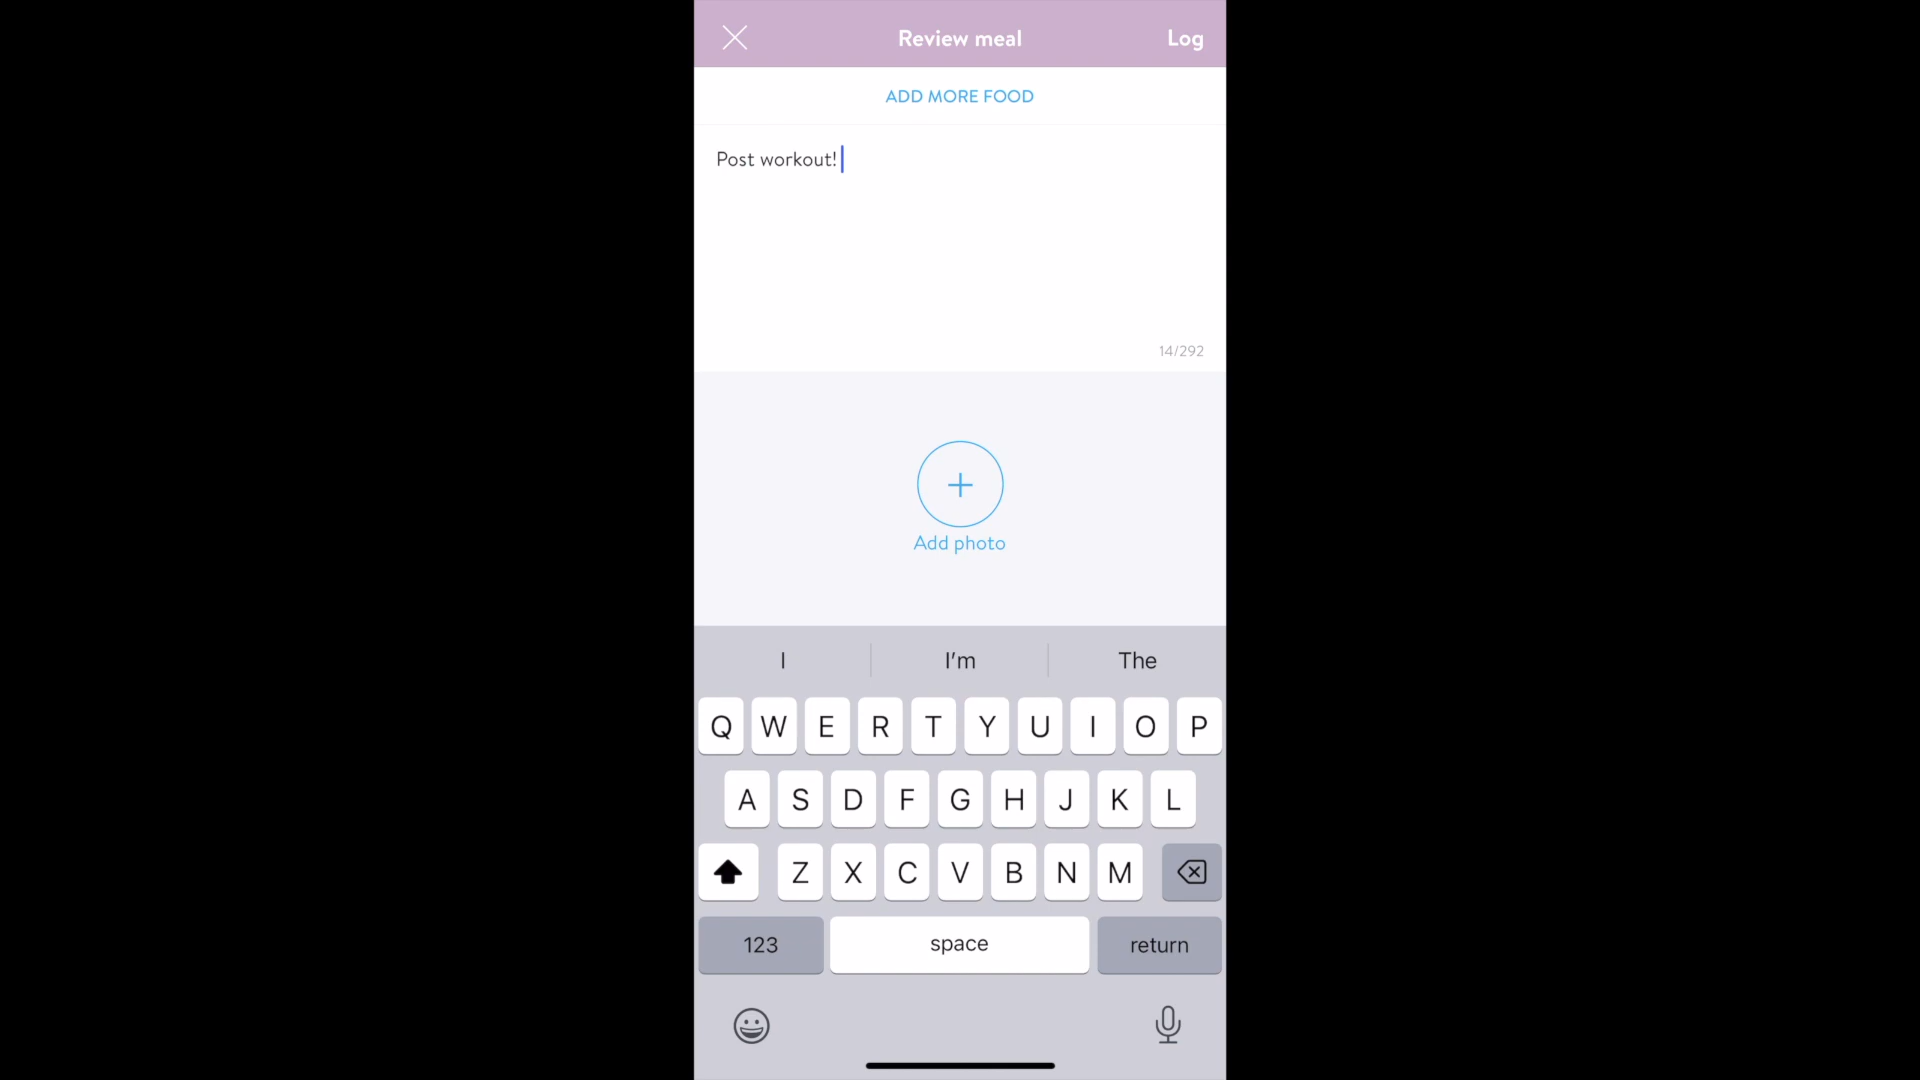 Review meal Log
ADD MORE FOOD
Post workout!
14/292
Add photo
I I'm The
Q W E R T Y U I O P
A S D F G H J K L
Z X C V B N M
123 space return